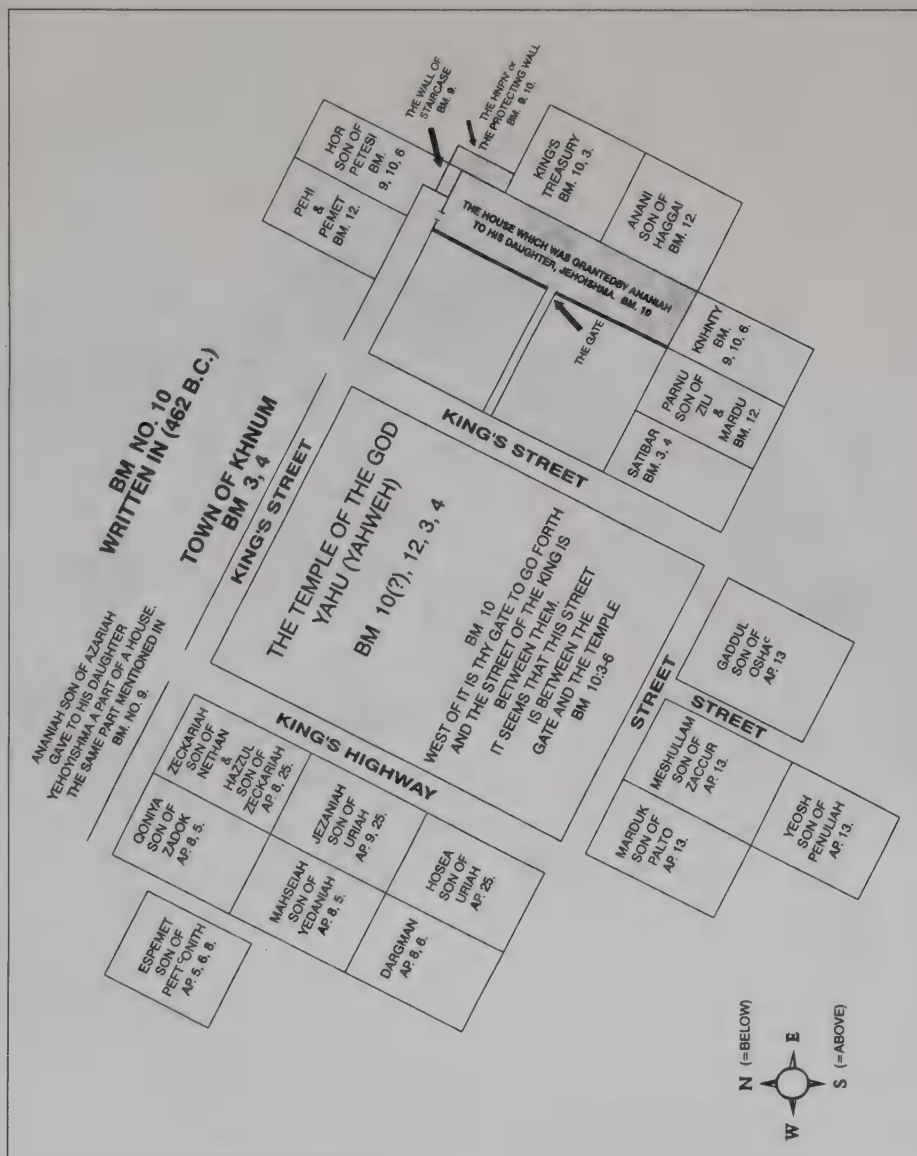 BM NO. 10
WRITTEN IN (462 B.C.)
ANANIAH SON OF AZARIAH
GAVE TO HIS DAUGHTER
YEHOYISHMA A PART OF A HOUSE.
THE SAME PART MENTIONED IN
BM. NO. 9.
TOWN OF KHNUM
BM 3, 4
KING'S STREET
THE TEMPLE OF THE GOD
YAHU (YAHWEH)
BM 10(?), 12, 3, 4
BM 10
WEST OF IT IS THY GATE TO GO FORTH
AND THE STREET OF THE KING IS
BETWEEN THEM.
IT SEEMS THAT THIS STREET
IS BETWEEN THE
GATE AND THE TEMPLE
BM 10:3-6
KING'S HIGHWAY
KING'S STREET
STREET
STREET
PEHI
&
PEMET
BM. 12.
HOR
SON OF
PETESI
BM.
9, 10, 6
THE WALL OF
STAIRCASE
BM. 9.
THE HNPN' or
THE PROTECTING WALL
BM. 9, 10.
KING'S
TREASURY
BM. 10, 3.
ANANI
SON OF
HAGGAI
BM. 12.
THE HOUSE WHICH WAS GRANTEDBY ANANIAH
TO HIS DAUGHTER, JEHOISHMA. BM. 10
THE GATE
KNHNTY
BM.
9, 10, 6.
PARNU
SON OF
ZILI
&
MARDU
BM. 12.
SATIBAR
BM. 3, 4
ZECKARIAH
SON OF
NETHAN
&
HAZZUL
SON OF
ZECKARIAH
AP. 8, 25.
QONIYA
SON OF
ZADOK
AP. 8, 5.
JEZANIAH
SON OF
URIAH
AP. 9, 25.
MAHSEIAH
SON OF
YEDANIAH
AP. 8, 5.
HOSEA
SON OF
URIAH
AP. 25.
DARGMAN
AP. 8, 6.
ESPEMET
SON OF
PEFTᶜONITH
AP. 5, 6, 8.
GADDUL
SON OF
OSHAᶜ
AP. 13
MESHULLAM
SON OF
ZACCUR
AP. 13.
MARDUK
SON OF
PALTO
AP. 13.
YEOSH
SON OF
PENULIAH
AP. 13.
N (=BELOW)
W
E
S (=ABOVE)